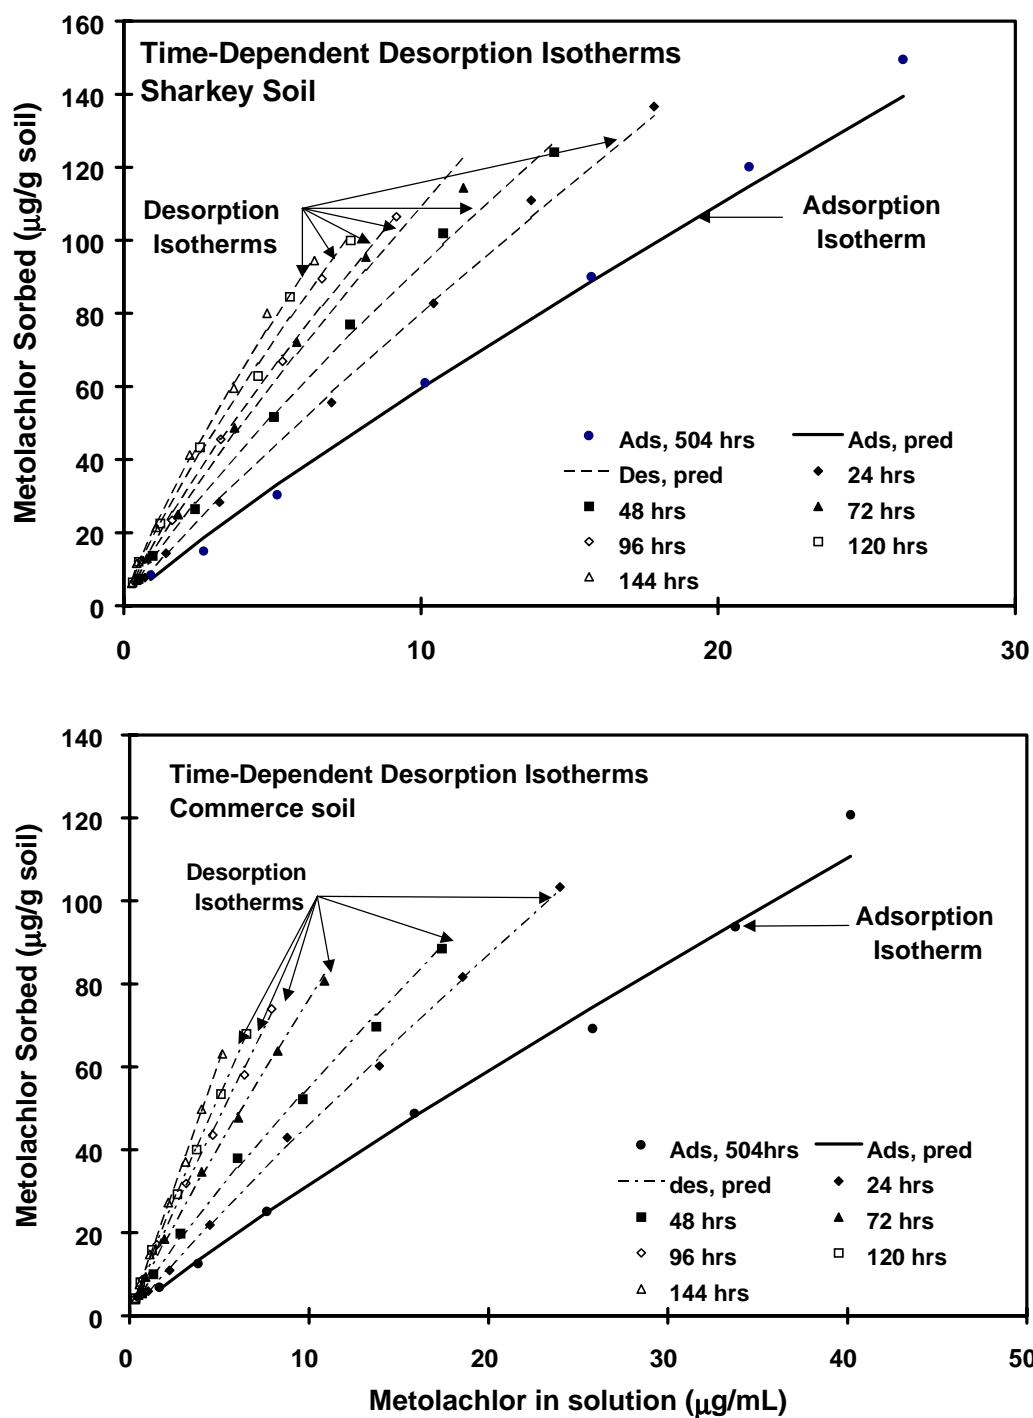 160
140
120
100
80
60
40
20
0
Metolachlor Sorbed (μg/g soil)
Time-Dependent Desorption Isotherms
Sharkey Soil
Desorption
Isotherms
Adsorption
Isotherm
Ads, 504 hrs
Ads, pred
Des, pred
24 hrs
48 hrs
72 hrs
96 hrs
120 hrs
144 hrs
0
10
20
30
140
120
100
80
60
40
20
0
Metolachlor Sorbed (μg/g soil)
Time-Dependent Desorption Isotherms
Commerce soil
Desorption
Isotherms
Adsorption
Isotherm
Ads, 504hrs
Ads, pred
des, pred
24 hrs
48 hrs
72 hrs
96 hrs
120 hrs
144 hrs
0
10
20
30
40
50
Metolachlor in solution (μg/mL)